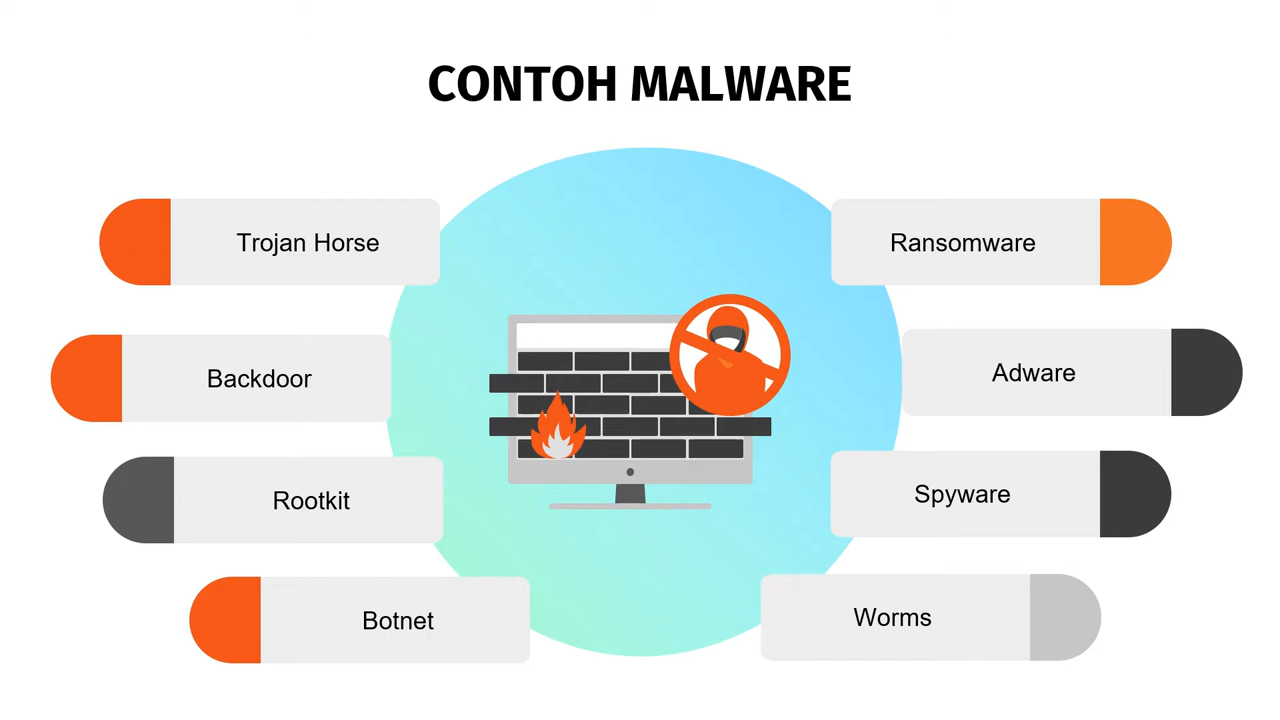 CONTOH MALWARE
Trojan Horse
Backdoor
Rootkit
Botnet
Ransomware
Adware
Spyware
Worms